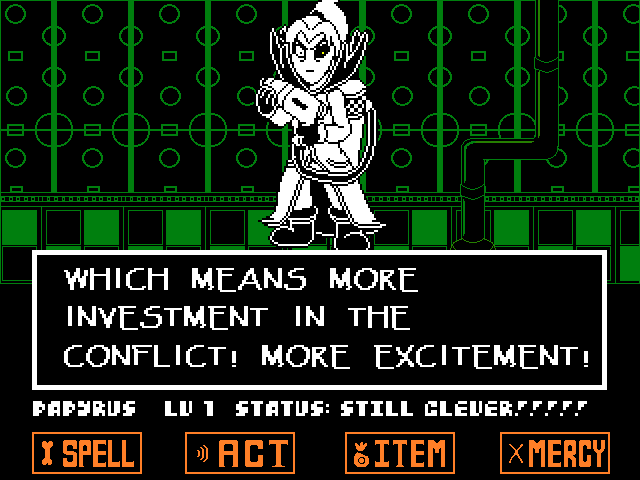 WHICH MEANS MORE
INVESTMENT IN THE
CONFLICT! MORE EXCITEMENT!
PAPYRUS LV 1 STATUS: STILL CLEVER!!!!!
SPELL ACT ITEM MERCY